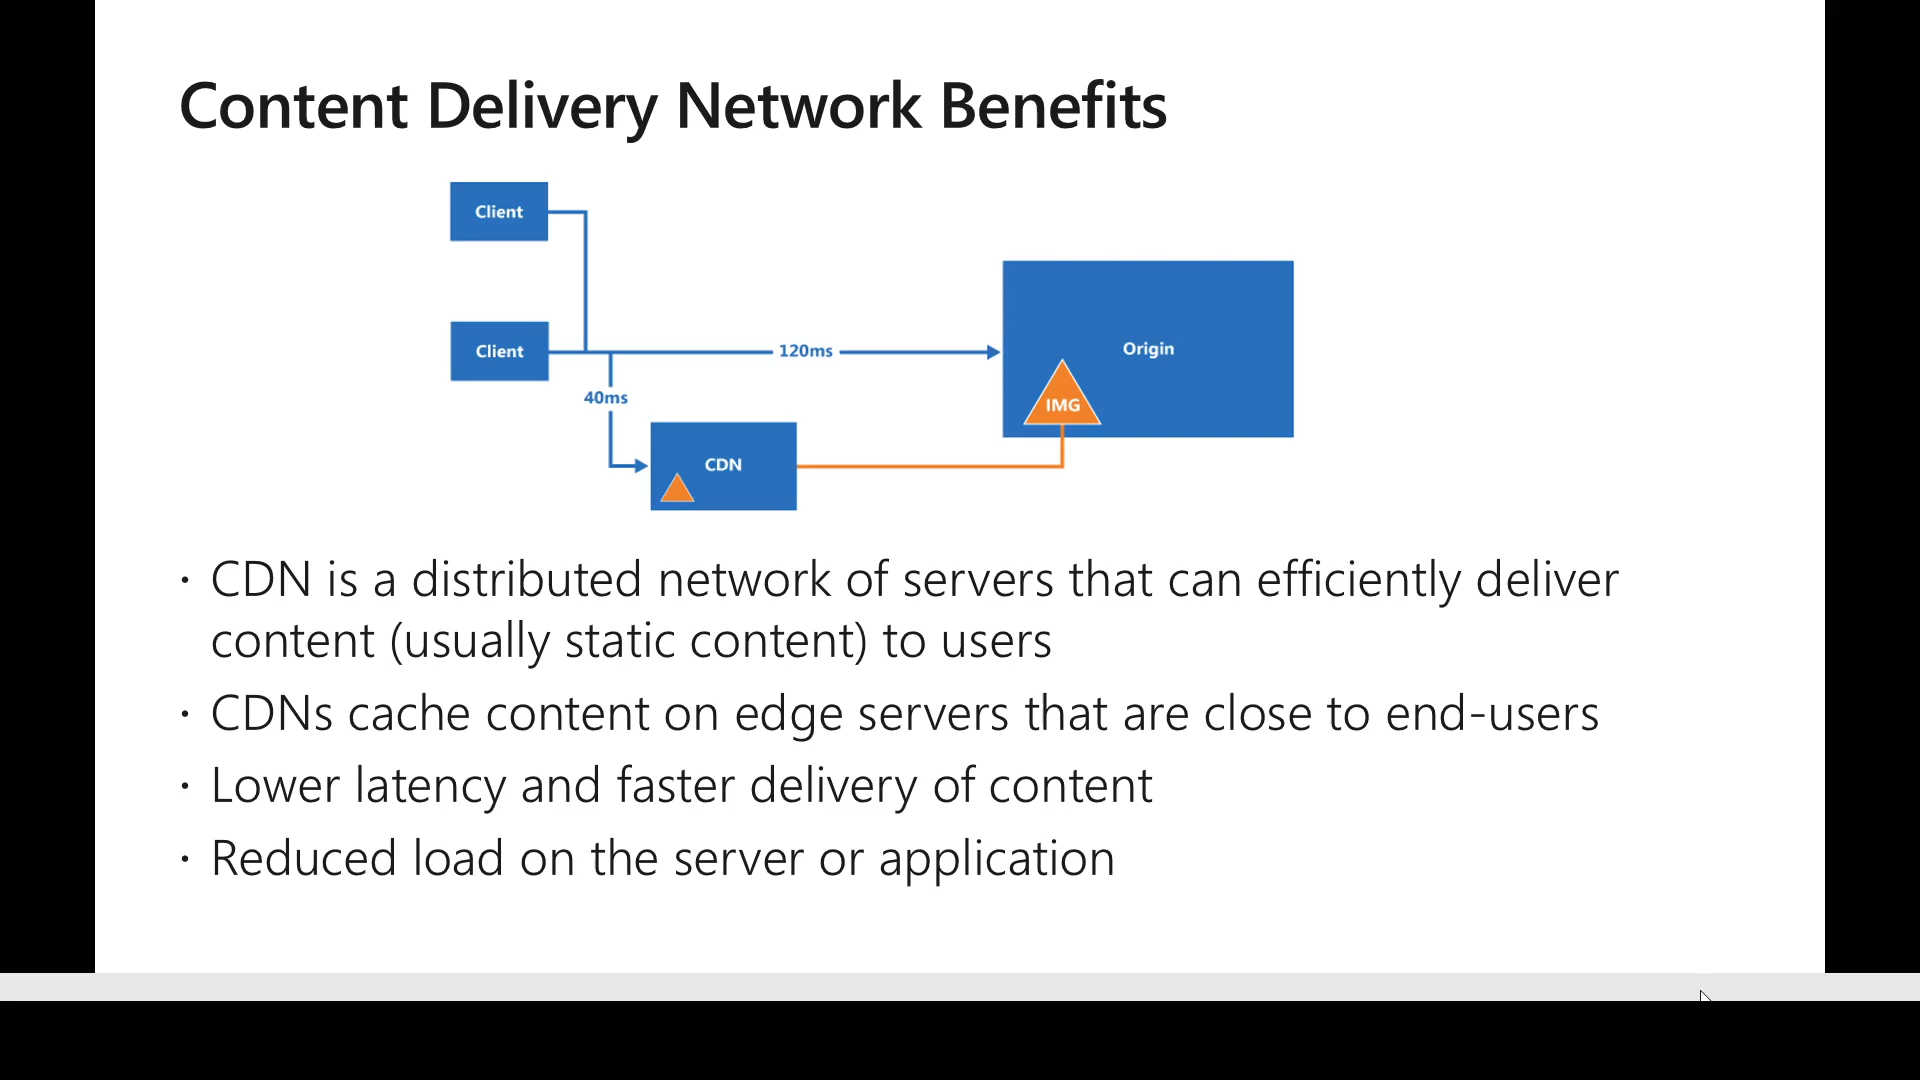 Content Delivery Network Benefits
Client
Client
120ms
Origin
40ms
IMG
CDN
· CDN is a distributed network of servers that can efficiently deliver
content (usually static content) to users
· CDNs cache content on edge servers that are close to end-users
· Lower latency and faster delivery of content
· Reduced load on the server or application